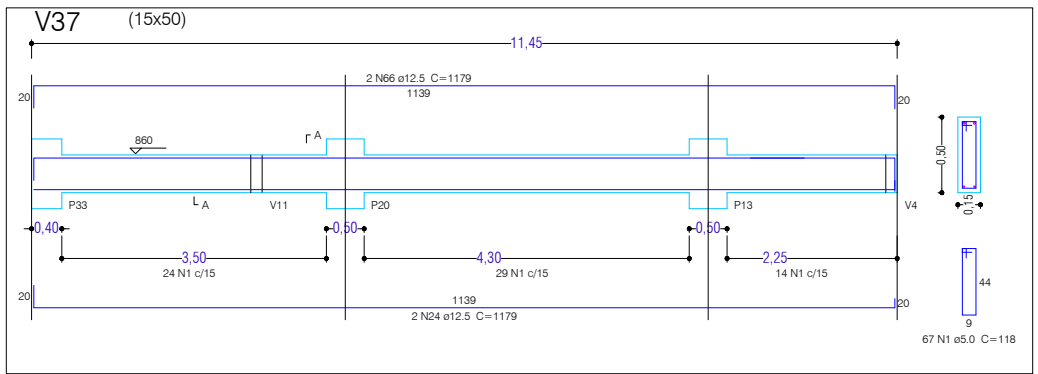 V37 (15x50)
11,45
2 N66 ø12.5 C=1179
20 1139 20
A
860
0,50
A
P33 V11 P20 P13 V4
0,15
0,40 0,50 0,50
3,50 4,30 2,25
24 N1 c/15 29 N1 c/15 14 N1 c/15
44
20 1139 20
2 N24 ø12.5 C=1179
9
67 N1 ø5.0 C=118